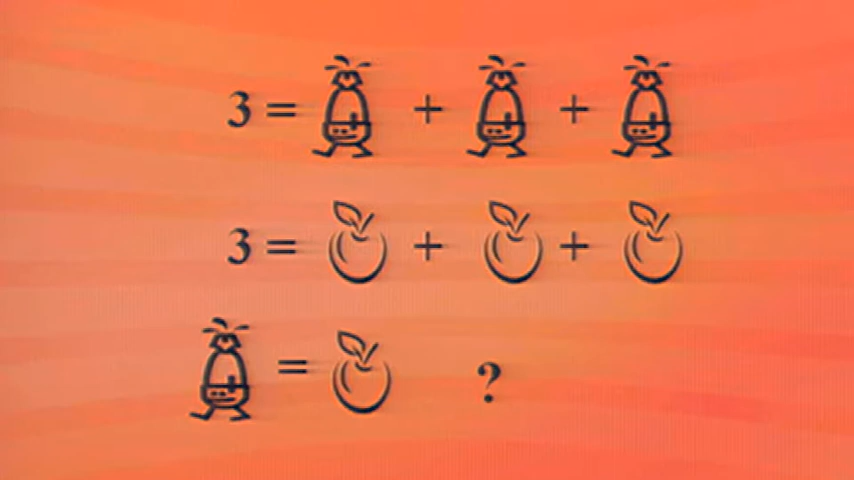 3 = + +
3 = + +
= ?